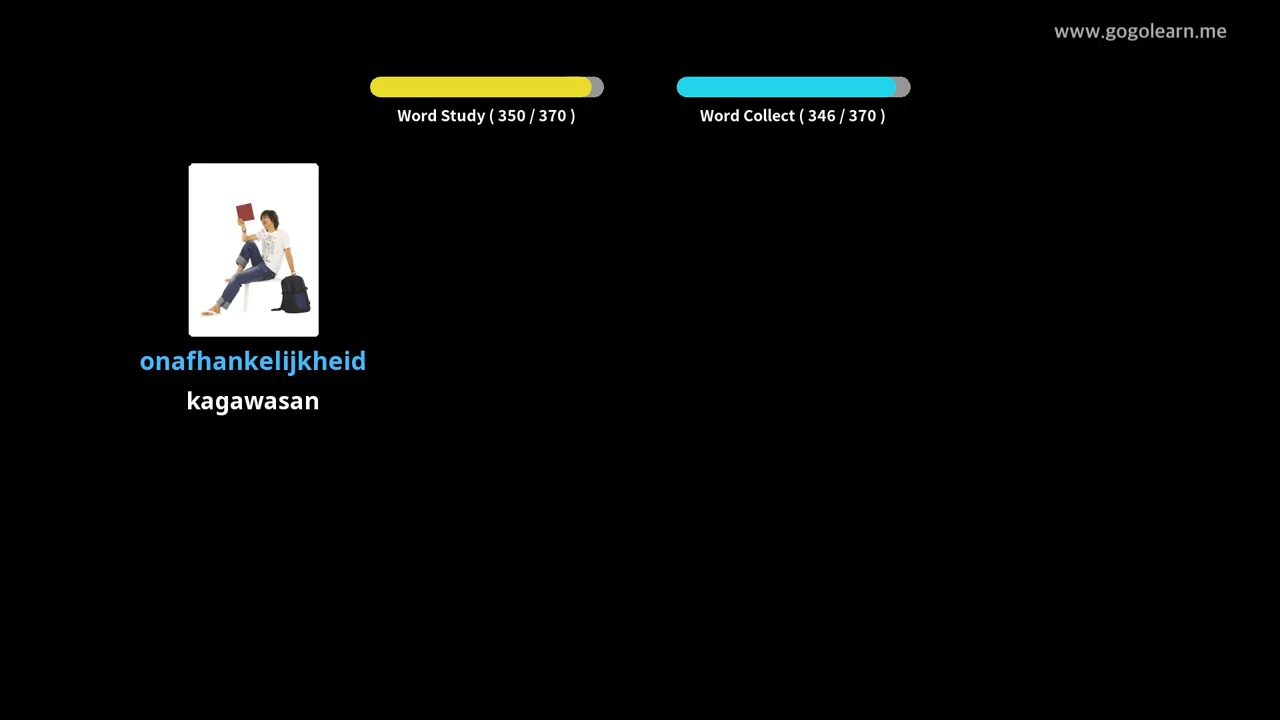 www.gogolearn.me
Word Study ( 350 / 370 )
Word Collect ( 346 / 370 )
onafhankelijkheid
kagawasan